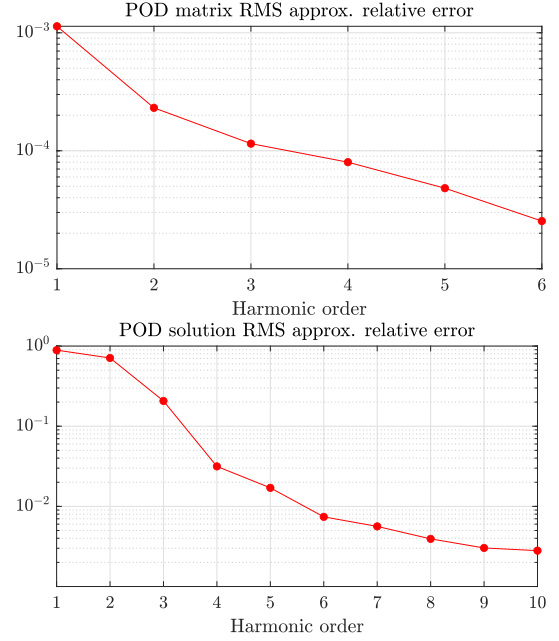 POD matrix RMS approx. relative error
10^{-3}
10^{-4}
10^{-5}
1 2 3 4 5 6
Harmonic order
POD solution RMS approx. relative error
10^{0}
10^{-1}
10^{-2}
1 2 3 4 5 6 7 8 9 10
Harmonic order